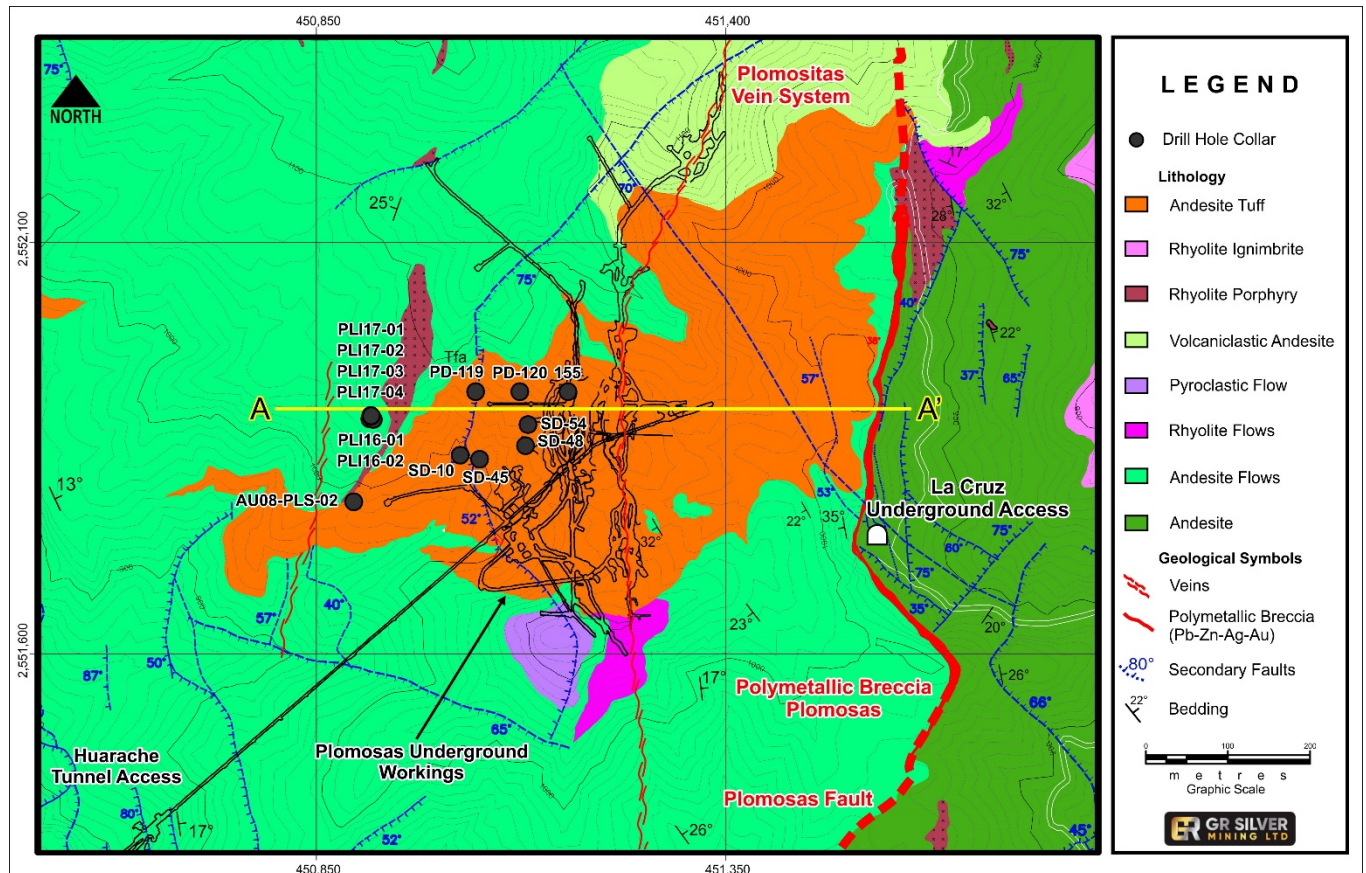 450,850
451,400
75°
NORTH
Plomositas
Vein System
25°
70°
17°
32°
28°
75°
2,552,100
75°
40°
22°
PLI17-01
PLI17-02
PLI17-03
PLI17-04
Tfa
PD-119
PD-120
155
38°
57°
37°
65°
A
A'
PLI16-01
PLI16-02
SD-54
SD-48
SD-10
SD-45
13°
AU08-PLS-02
52°
53°
La Cruz
Underground Access
22°
35°
32°
75°
60°
75°
57°
40°
35°
23°
20°
2,551,600
87°
50°
17°
26°
Polymetallic Breccia
Plomosas
66°
65°
Plomosas Underground
Workings
Huarache
Tunnel Access
Plomosas Fault
80°
17°
52°
26°
45°
450,850
451,350
LEGEND
Drill Hole Collar
Lithology
Andesite Tuff
Rhyolite Ignimbrite
Rhyolite Porphyry
Volcaniclastic Andesite
Pyroclastic Flow
Rhyolite Flows
Andesite Flows
Andesite
Geological Symbols
Veins
Polymetallic Breccia
(Pb-Zn-Ag-Au)
80°
Secondary Faults
22°
Bedding
0 100 200
metres
Graphic Scale
GR SILVER
MINING LTD